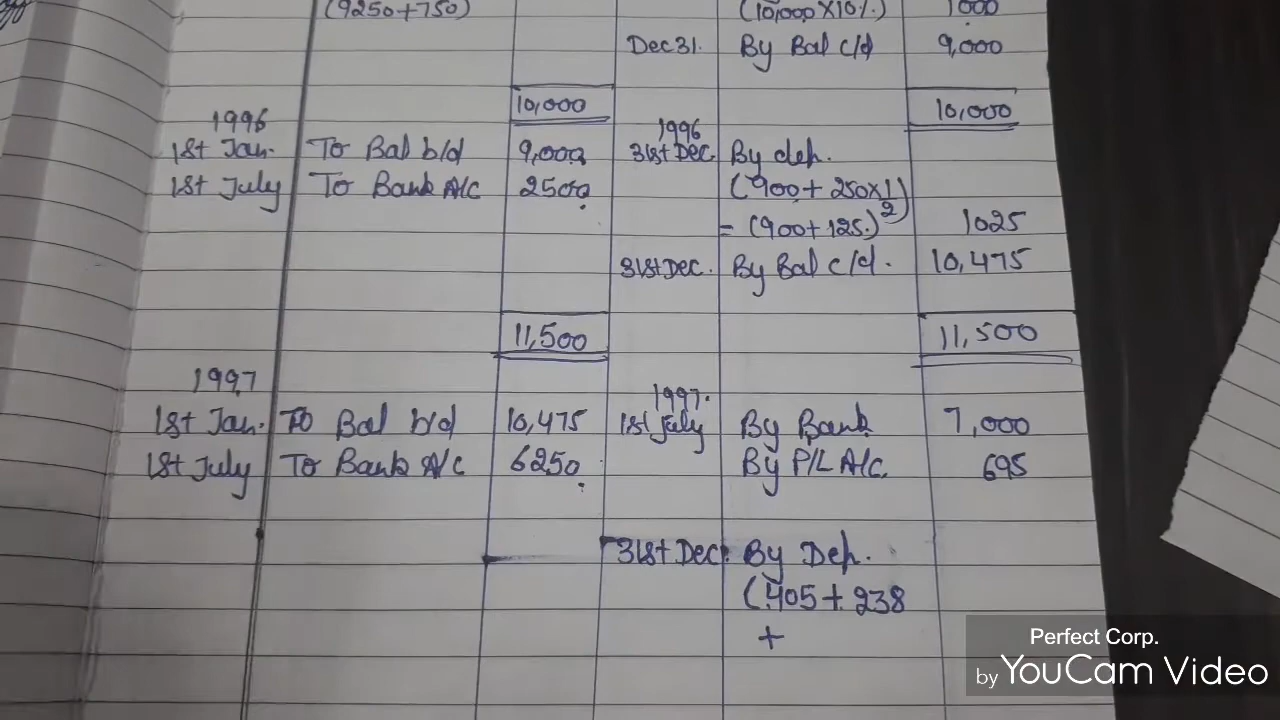 (9250+750) (10,000×10%) 1000
Dec 31. By Bal c/d 9,000
10,000 10,000
1996 1996
1st Jan. To Bal b/d 9,000 31st Dec. By dep.
1st July To Bank A/c 2500 (900+ 250×1/2)
= (900+125) 1025
31st Dec. By Bal c/d. 10,475
11,500 11,500
1997 1997.
1st Jan. To Bal b/d 10,475 1st July By Bank 7,000
1st July To Bank A/c 6250 By P/L A/c. 695
31st Dec. By Dep.
(405+238
+
Perfect Corp.
by YouCam Video